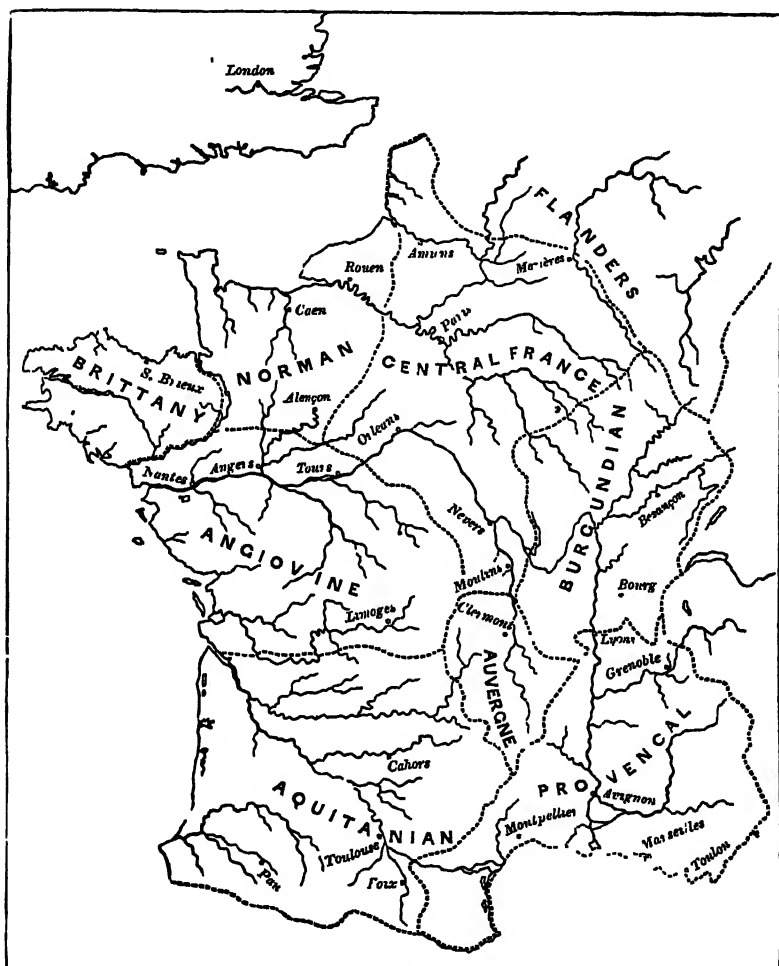 London
FLANDERS
Rouen
Amiens
Mezières
Caen
Paris
S. Brieux
BRITTANY
NORMAN
CENTRAL FRANCE
Alençon
Orleans
Nantes
Angers
Tours
BURGUNDIAN
Besançon
Nevers
ANGIOVINE
Moulins
Bourg
Limoges
Clermont
Lyons
Grenoble
AUVERGNE
PROVENCAL
Cahors
Avignon
AQUITANIAN
Montpellier
Marseilles
Toulouse
Toulon
Pau
Foix